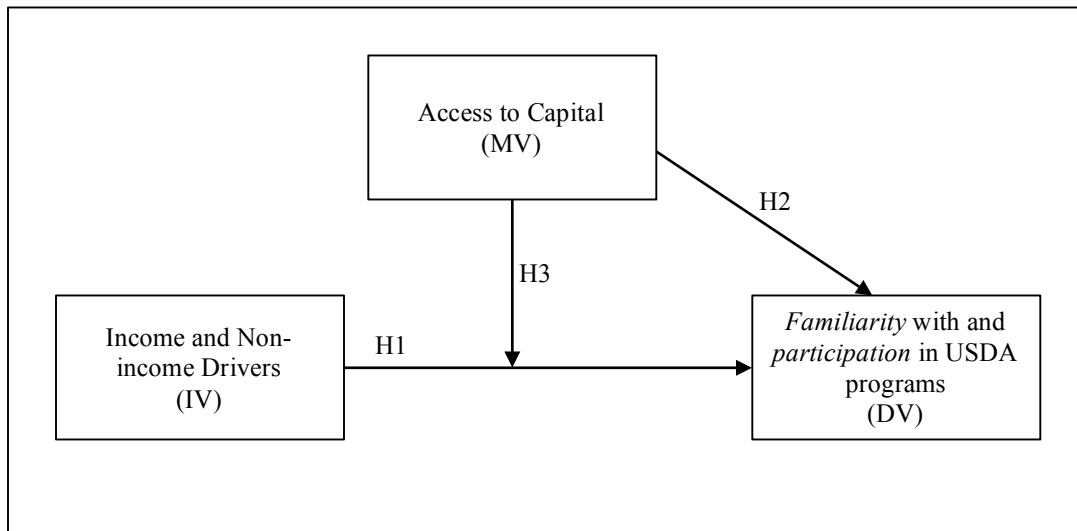 Access to Capital
(MV)
H2
H3
Income and Non-
income Drivers
(IV)
H1
Familiarity with and
participation in USDA
programs
(DV)